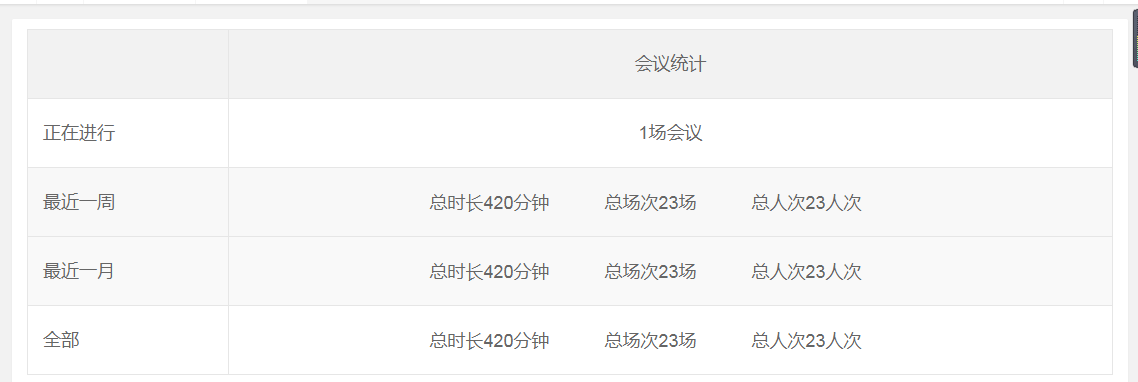 会议统计
正在进行 1场会议
最近一周 总时长420分钟 总场次23场 总人次23人次
最近一月 总时长420分钟 总场次23场 总人次23人次
全部 总时长420分钟 总场次23场 总人次23人次